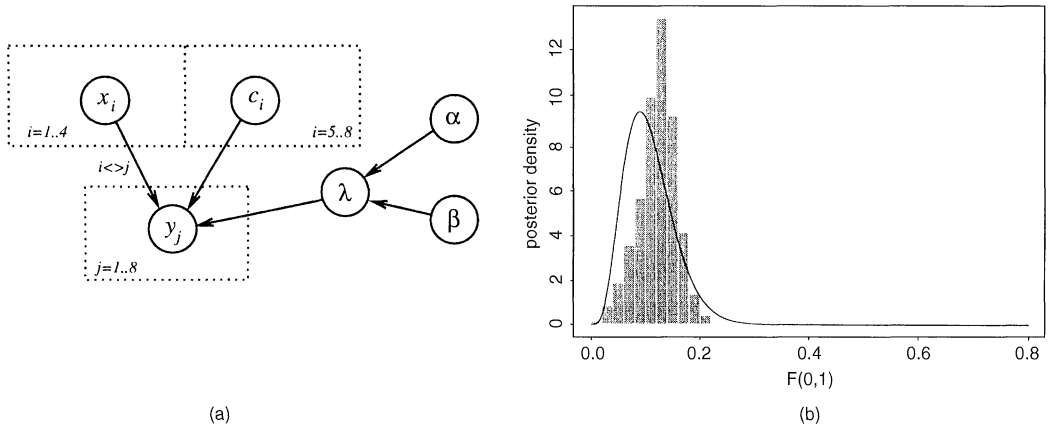 x_i
c_i
i=1..4
i=5..8
i<>j
α
λ
β
y_j
j=1..8
(a)
posterior density
12
10
8
6
4
2
0
0.0 0.2 0.4 0.6 0.8
F(0,1)
(b)